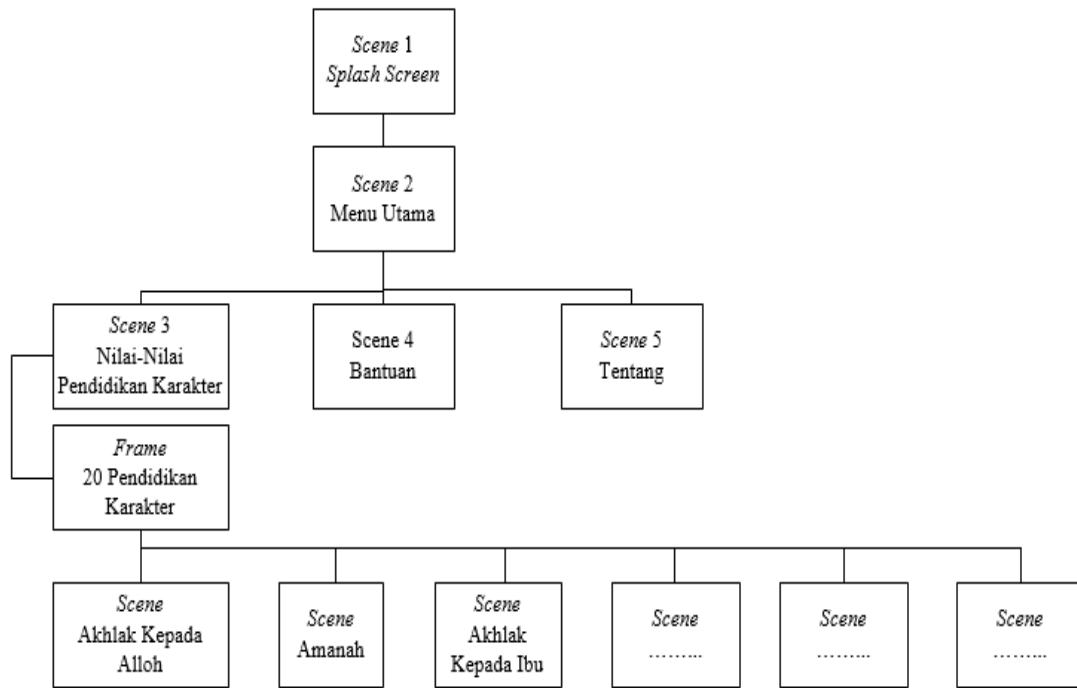 Scene 1
Splash Screen
Scene 2
Menu Utama
Scene 3
Nilai-Nilai
Pendidikan Karakter
Scene 4
Bantuan
Scene 5
Tentang
Frame
20 Pendidikan
Karakter
Scene
Akhlak Kepada
Alloh
Scene
Amanah
Scene
Akhlak
Kepada Ibu
Scene
……...
Scene
……...
Scene
……...